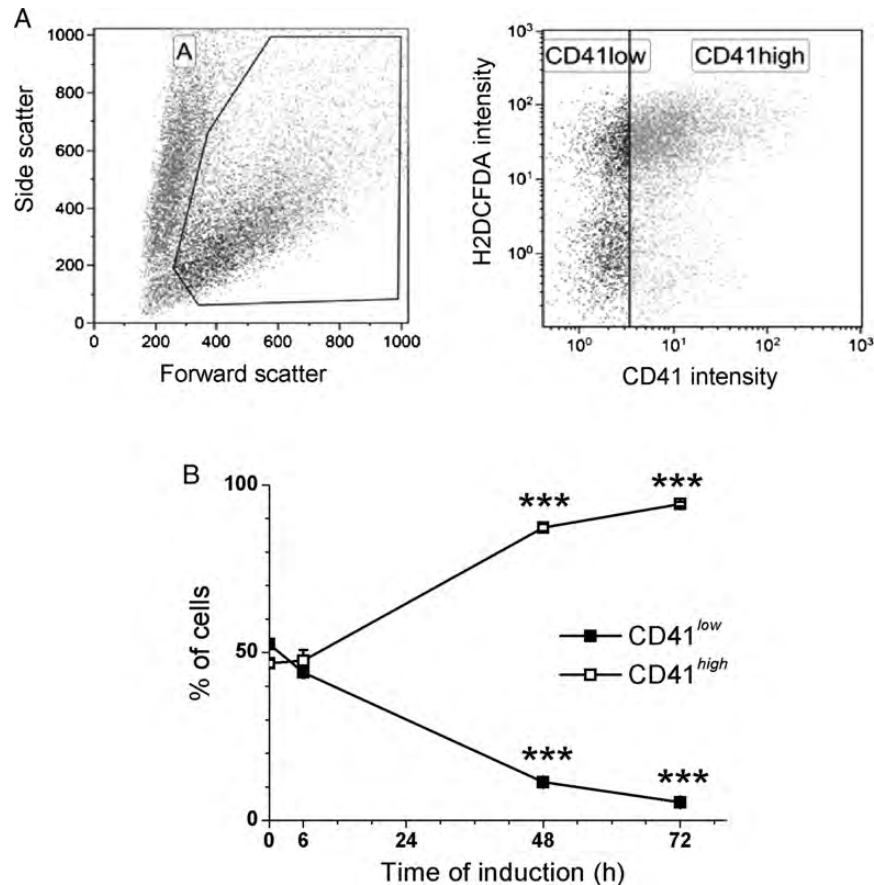 A
Side scatter
1000
800
600
400
200
0
A
0 200 400 600 800 1000
Forward scatter
H2DCFDA intensity
10³
10²
10¹
10⁰
CD41low CD41high
10⁰ 10¹ 10² 10³
CD41 intensity
B
% of cells
100
50
0
*** ***
CD41low
CD41high
*** ***
0 6 24 48 72
Time of induction (h)